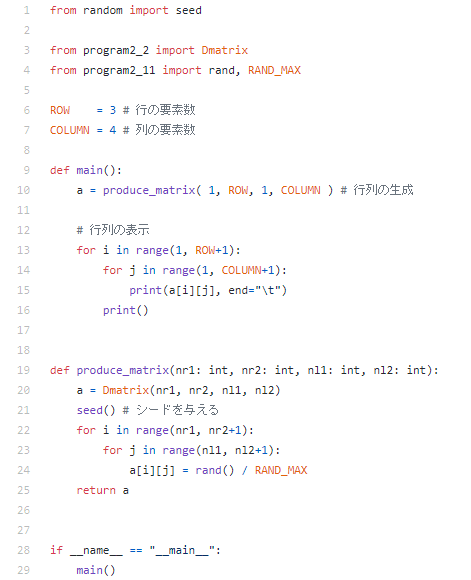 1 from random import seed
2
3 from program2_2 import Dmatrix
4 from program2_11 import rand, RAND_MAX
5
6 ROW    = 3 # 行の要素数
7 COLUMN = 4 # 列の要素数
8
9 def main():
10     a = produce_matrix( 1, ROW, 1, COLUMN ) # 行列の生成
11
12     # 行列の表示
13     for i in range(1, ROW+1):
14         for j in range(1, COLUMN+1):
15             print(a[i][j], end="\t")
16         print()
17
18
19 def produce_matrix(nr1: int, nr2: int, nl1: int, nl2: int):
20     a = Dmatrix(nr1, nr2, nl1, nl2)
21     seed() # シードを与える
22     for i in range(nr1, nr2+1):
23         for j in range(nl1, nl2+1):
24             a[i][j] = rand() / RAND_MAX
25     return a
26
27
28 if __name__ == "__main__":
29     main()